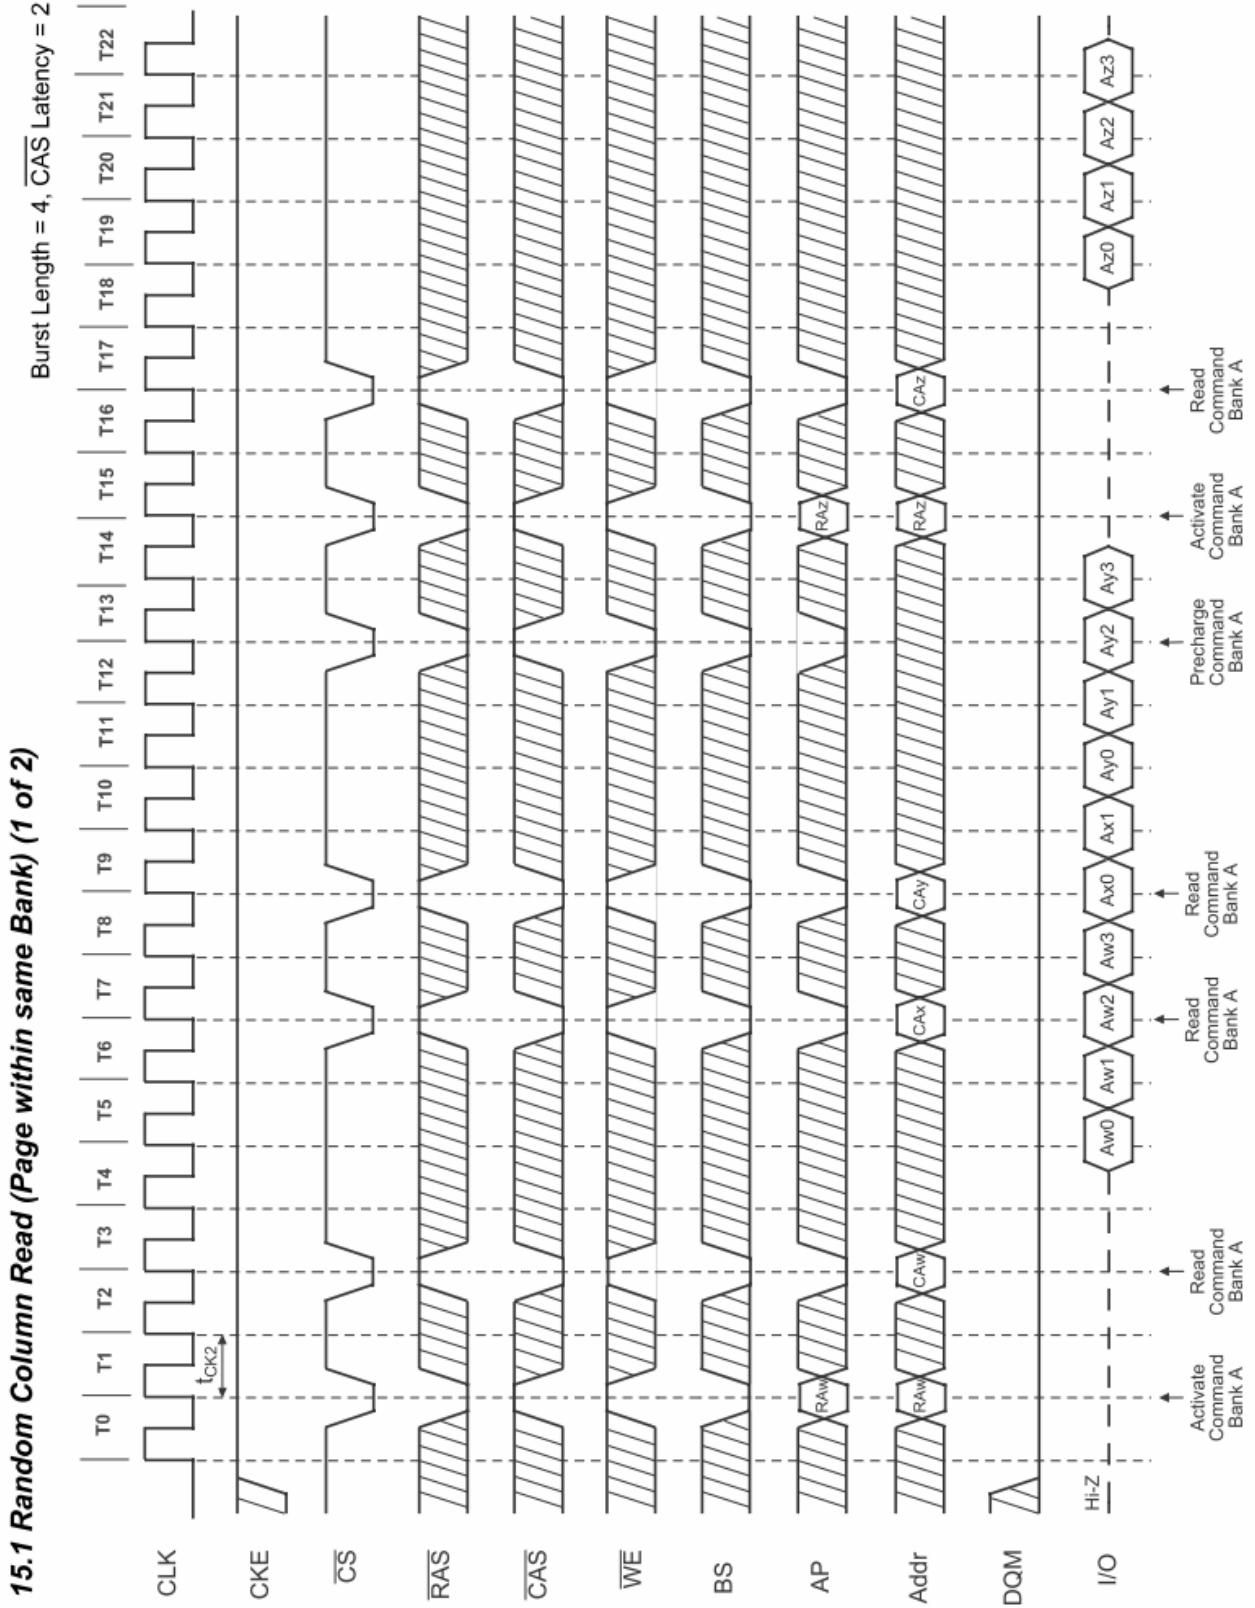 15.1 Random Column Read (Page within same Bank) (1 of 2)
Burst Length = 4, CAS Latency = 2
T0 T1 T2 T3 T4 T5 T6 T7 T8 T9 T10 T11 T12 T13 T14 T15 T16 T17 T18 T19 T20 T21 T22
CLK
tCK2
CKE
CS
RAS
CAS
WE
BS
AP
RAw RAz
Addr
RAw CAw CAx CAy RAz CAz
DQM
I/O
Hi-Z
Aw0 Aw1 Aw2 Aw3 Ax0 Ax1 Ay0 Ay1 Ay2 Ay3 Az0 Az1 Az2 Az3
Activate
Command
Bank A
Read
Command
Bank A
Read
Command
Bank A
Read
Command
Bank A
Precharge
Command
Bank A
Activate
Command
Bank A
Read
Command
Bank A